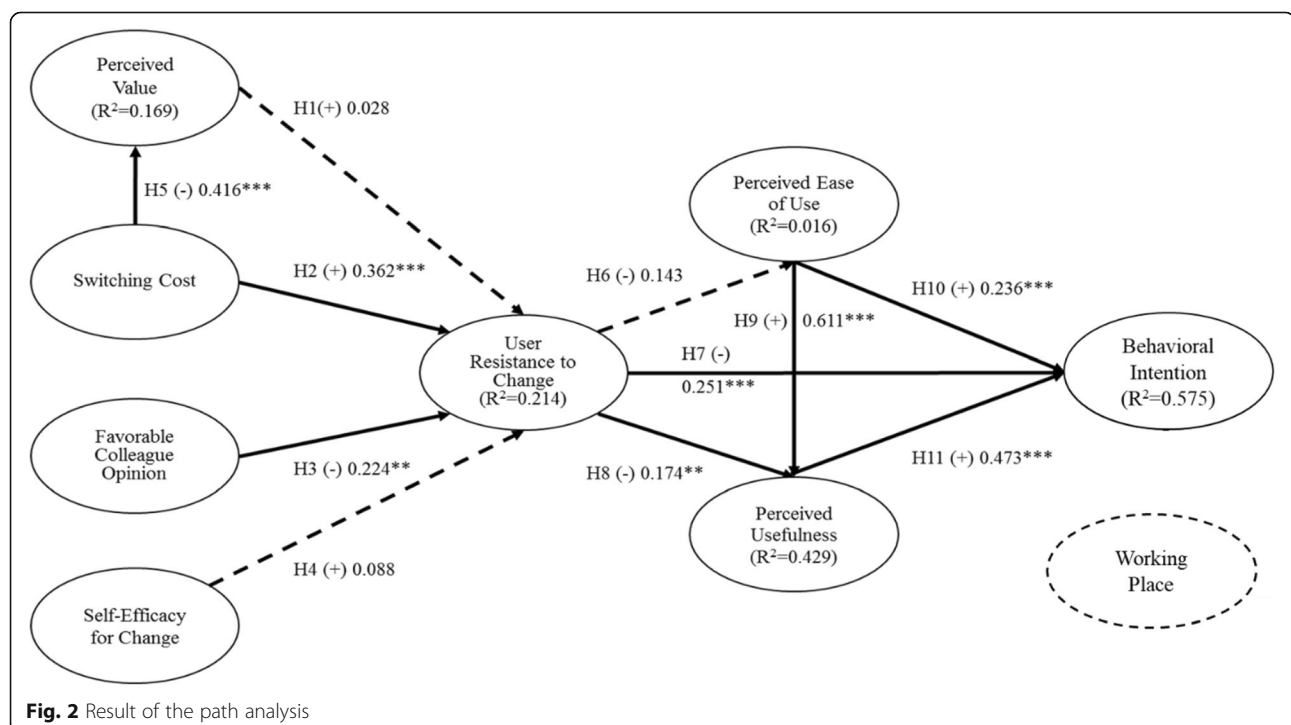 Perceived
Value
(R²=0.169)
H1(+) 0.028
H5 (-) 0.416***
Switching Cost
H2 (+) 0.362***
Favorable
Colleague
Opinion
H3 (-) 0.224**
Self-Efficacy
for Change
H4 (+) 0.088
User
Resistance to
Change
(R²=0.214)
H6 (-) 0.143
Perceived Ease
of Use
(R²=0.016)
H9 (+) 0.611***
H7 (-)
0.251***
H8 (-) 0.174**
H10 (+) 0.236***
Perceived
Usefulness
(R²=0.429)
H11 (+) 0.473***
Behavioral
Intention
(R²=0.575)
Working
Place
Fig. 2 Result of the path analysis